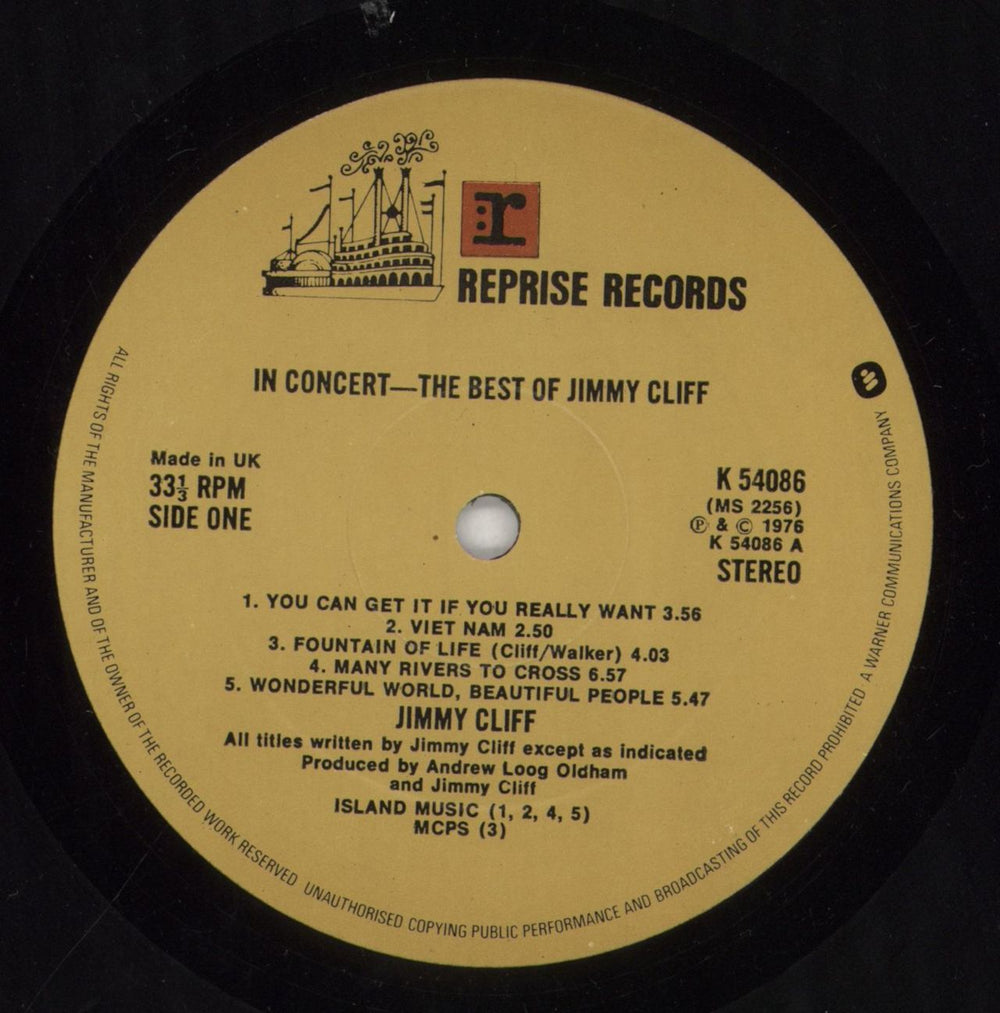 r
REPRISE RECORDS
IN CONCERT—THE BEST OF JIMMY CLIFF
Made in UK
33⅓ RPM
SIDE ONE
K 54086
(MS 2256)
℗ & © 1976
K 54086 A
STEREO
1. YOU CAN GET IT IF YOU REALLY WANT 3.56
2. VIET NAM 2.50
3. FOUNTAIN OF LIFE (Cliff/Walker) 4.03
4. MANY RIVERS TO CROSS 6.57
5. WONDERFUL WORLD, BEAUTIFUL PEOPLE 5.47
JIMMY CLIFF
All titles written by Jimmy Cliff except as indicated
Produced by Andrew Loog Oldham
and Jimmy Cliff
ISLAND MUSIC (1, 2, 4, 5)
MCPS (3)
ALL RIGHTS OF THE MANUFACTURER AND OF THE OWNER OF THE RECORDED WORK RESERVED UNAUTHORISED COPYING PUBLIC PERFORMANCE AND BROADCASTING OF THIS RECORD PROHIBITED · A WARNER COMMUNICATIONS COMPANY